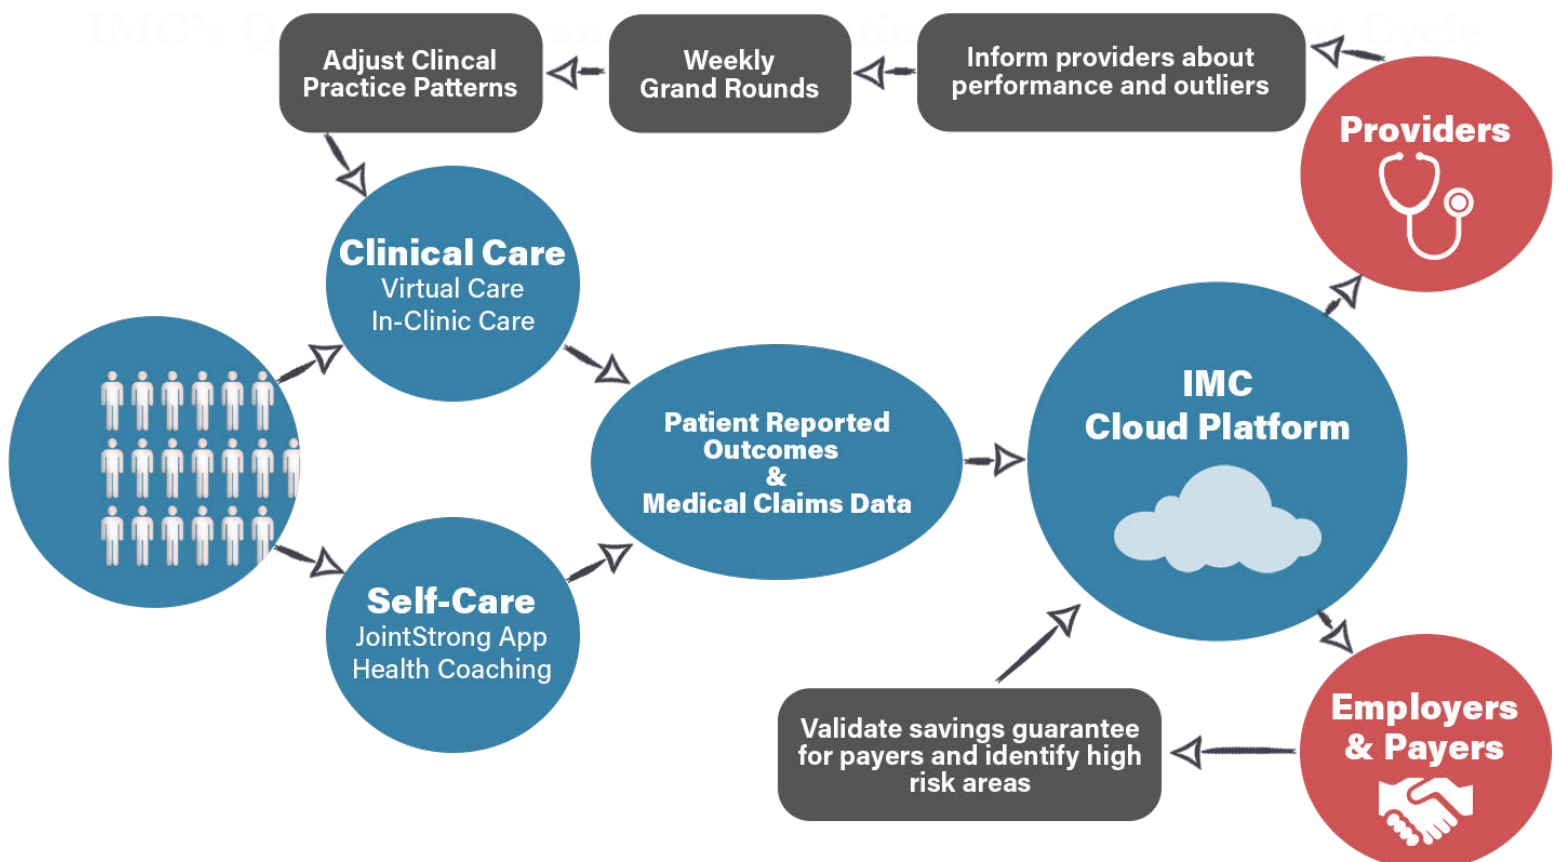 IMC's Q
Cycle
Adjust Clincal
Practice Patterns
Weekly
Grand Rounds
Inform providers about
performance and outliers
Providers
Clinical Care
Virtual Care
In-Clinic Care
Patient Reported
Outcomes
&
Medical Claims Data
IMC
Cloud Platform
Self-Care
JointStrong App
Health Coaching
Validate savings guarantee
for payers and identify high
risk areas
Employers
& Payers